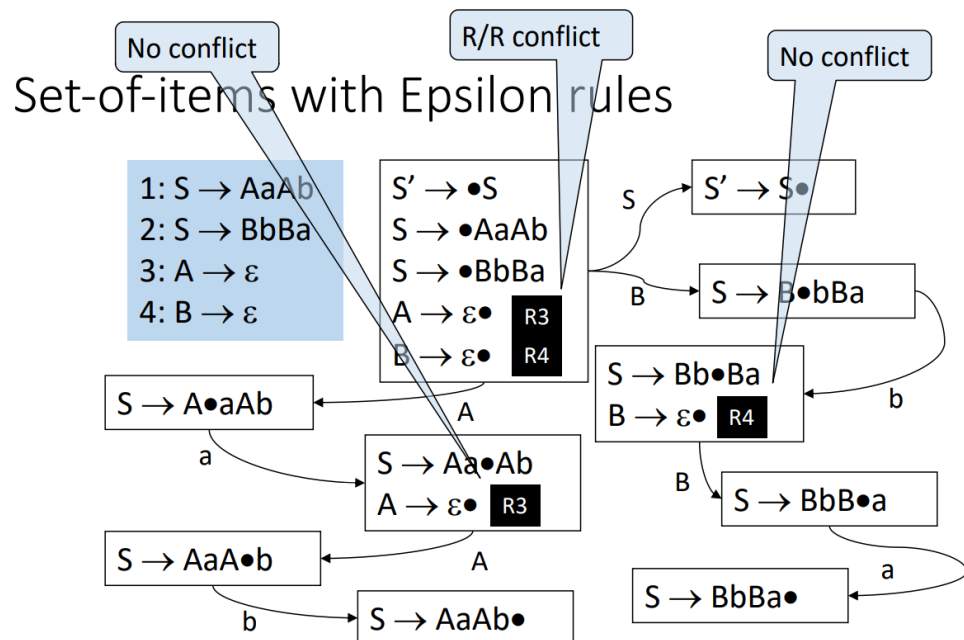 No conflict
R/R conflict
No conflict
Set-of-items with Epsilon rules
1: S → AaAb
2: S → BbBa
3: A → ε
4: B → ε
S’ → •S
S → •AaAb
S → •BbBa
A → ε• R3
B → ε• R4
S
S’ → S•
B
S → B•bBa
b
S → Bb•Ba
B → ε• R4
A
S → A•aAb
a
S → Aa•Ab
A → ε• R3
B
S → BbB•a
A
S → AaA•b
a
S → BbBa•
b
S → AaAb•